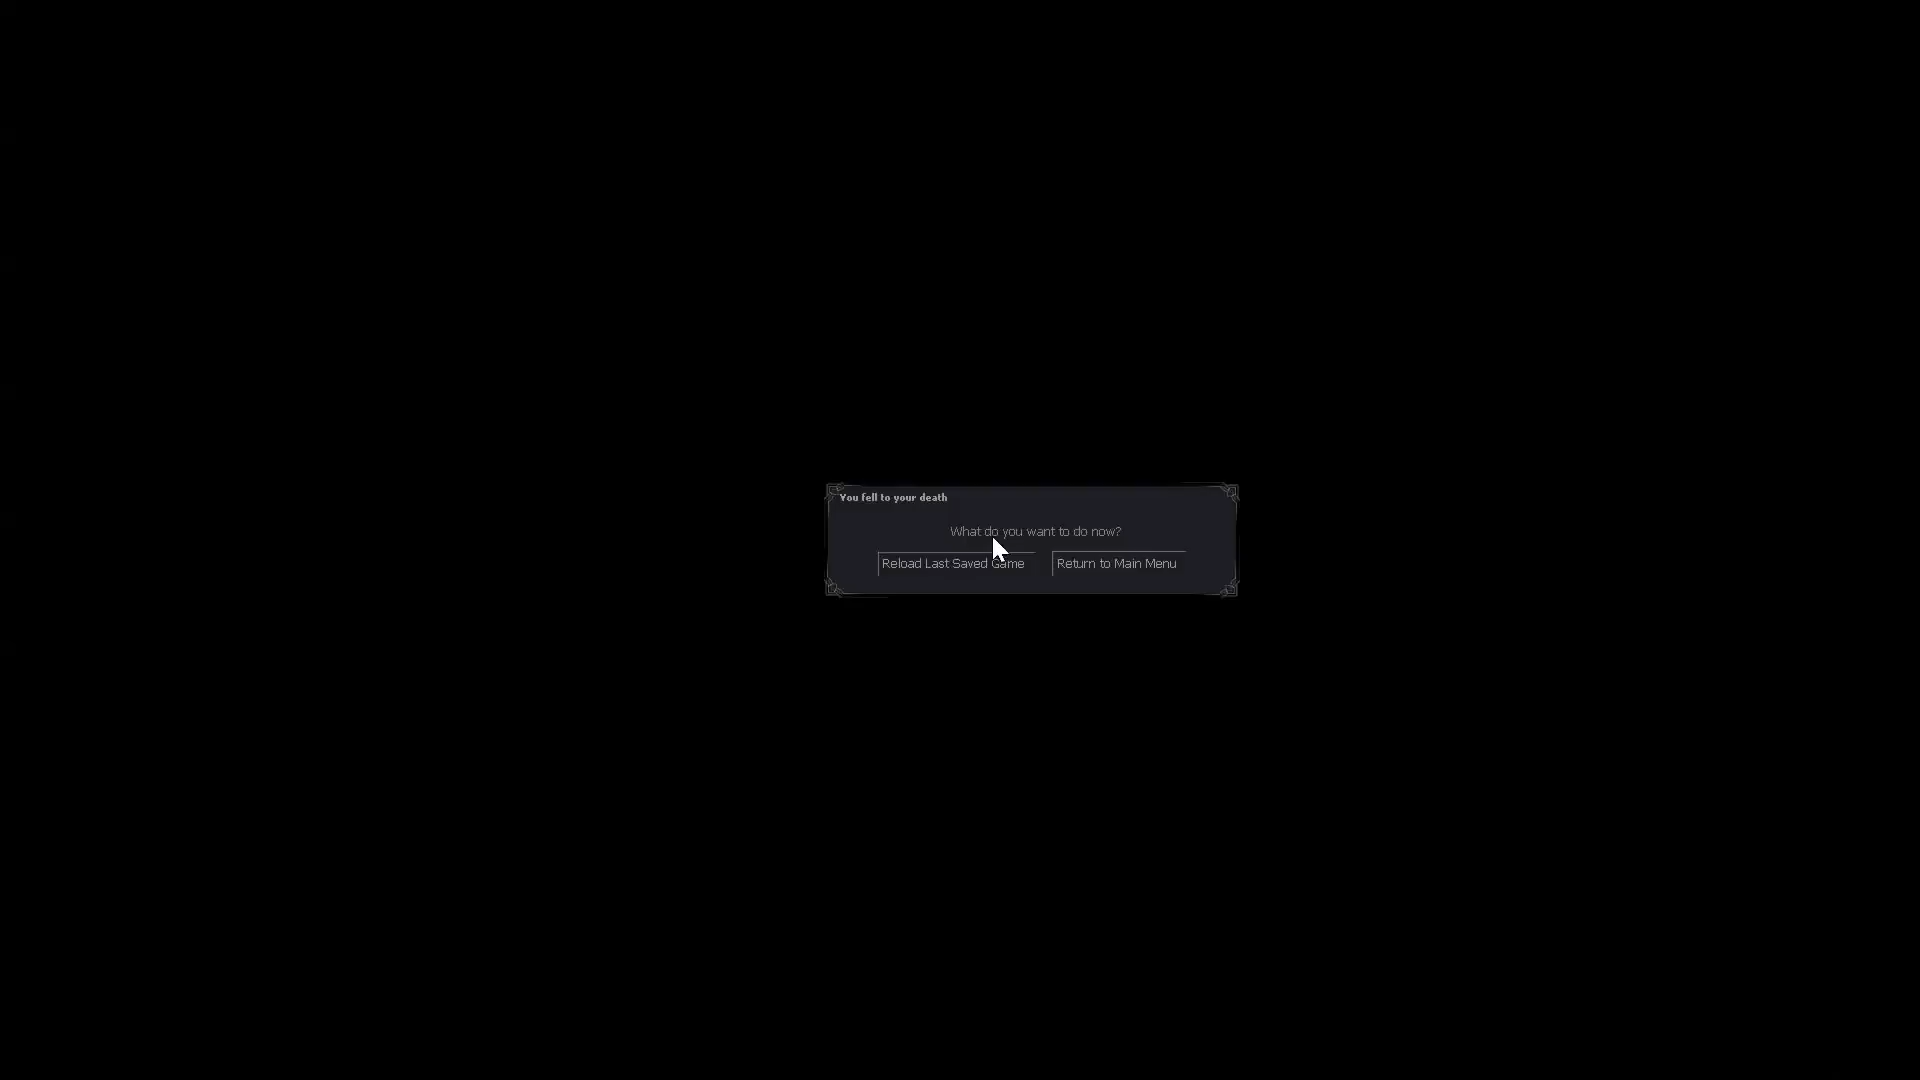 You fell to your death
What do you want to do now?
Reload Last Saved Game
Return to Main Menu